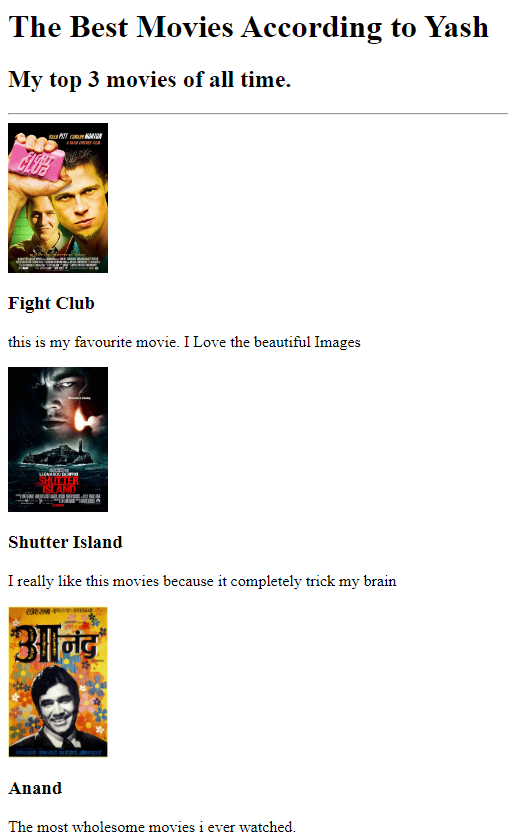 The Best Movies According to Yash
My top 3 movies of all time.
PITT NORTON
FIGHT
CLUB
Fight Club
this is my favourite movie. I Love the beautiful Images
LEONARDO DICAPRIO
SHUTTER
ISLAND
Shutter Island
I really like this movies because it completely trick my brain
आनंद
Anand
The most wholesome movies i ever watched.